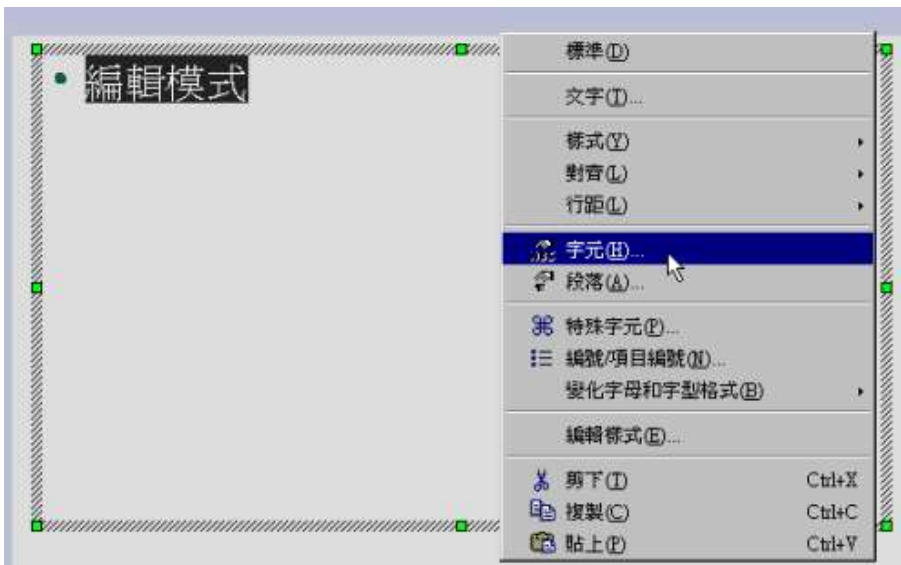 • 編輯模式
標準(D)
文字(T)...
樣式(Y)
對齊(L)
行距(L)
字元(H)...
段落(A)...
特殊字元(P)...
編號/項目編號(N)...
變化字母和字型格式(B)
編輯樣式(E)...
剪下(T) Ctrl+X
複製(C) Ctrl+C
貼上(P) Ctrl+V